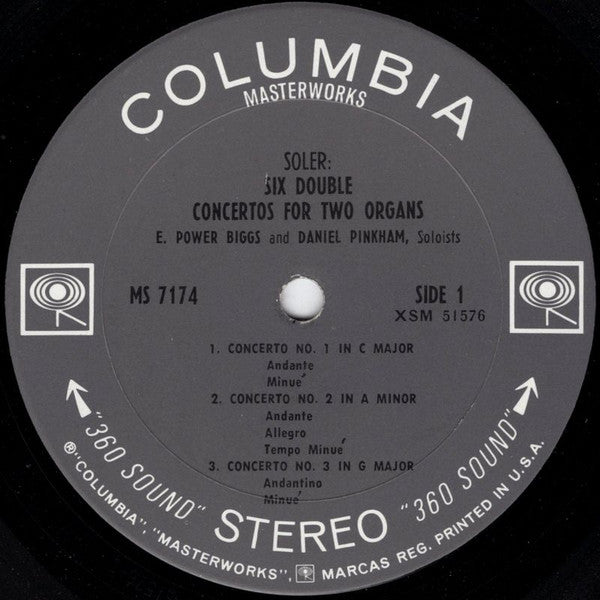 COLUMBIA
MASTERWORKS
SOLER:
SIX DOUBLE
CONCERTOS FOR TWO ORGANS
E. POWER BIGGS and DANIEL PINKHAM, Soloists
MS 7174
SIDE 1
XSM 51576
1. CONCERTO NO. 1 IN C MAJOR
Andante
Minué
2. CONCERTO NO. 2 IN A MINOR
Andante
Allegro
Tempo Minué
3. CONCERTO NO. 3 IN G MAJOR
Andantino
Minué
"360 SOUND" STEREO "360 SOUND"
®"COLUMBIA", "MASTERWORKS", MARCAS REG. PRINTED IN U.S.A.